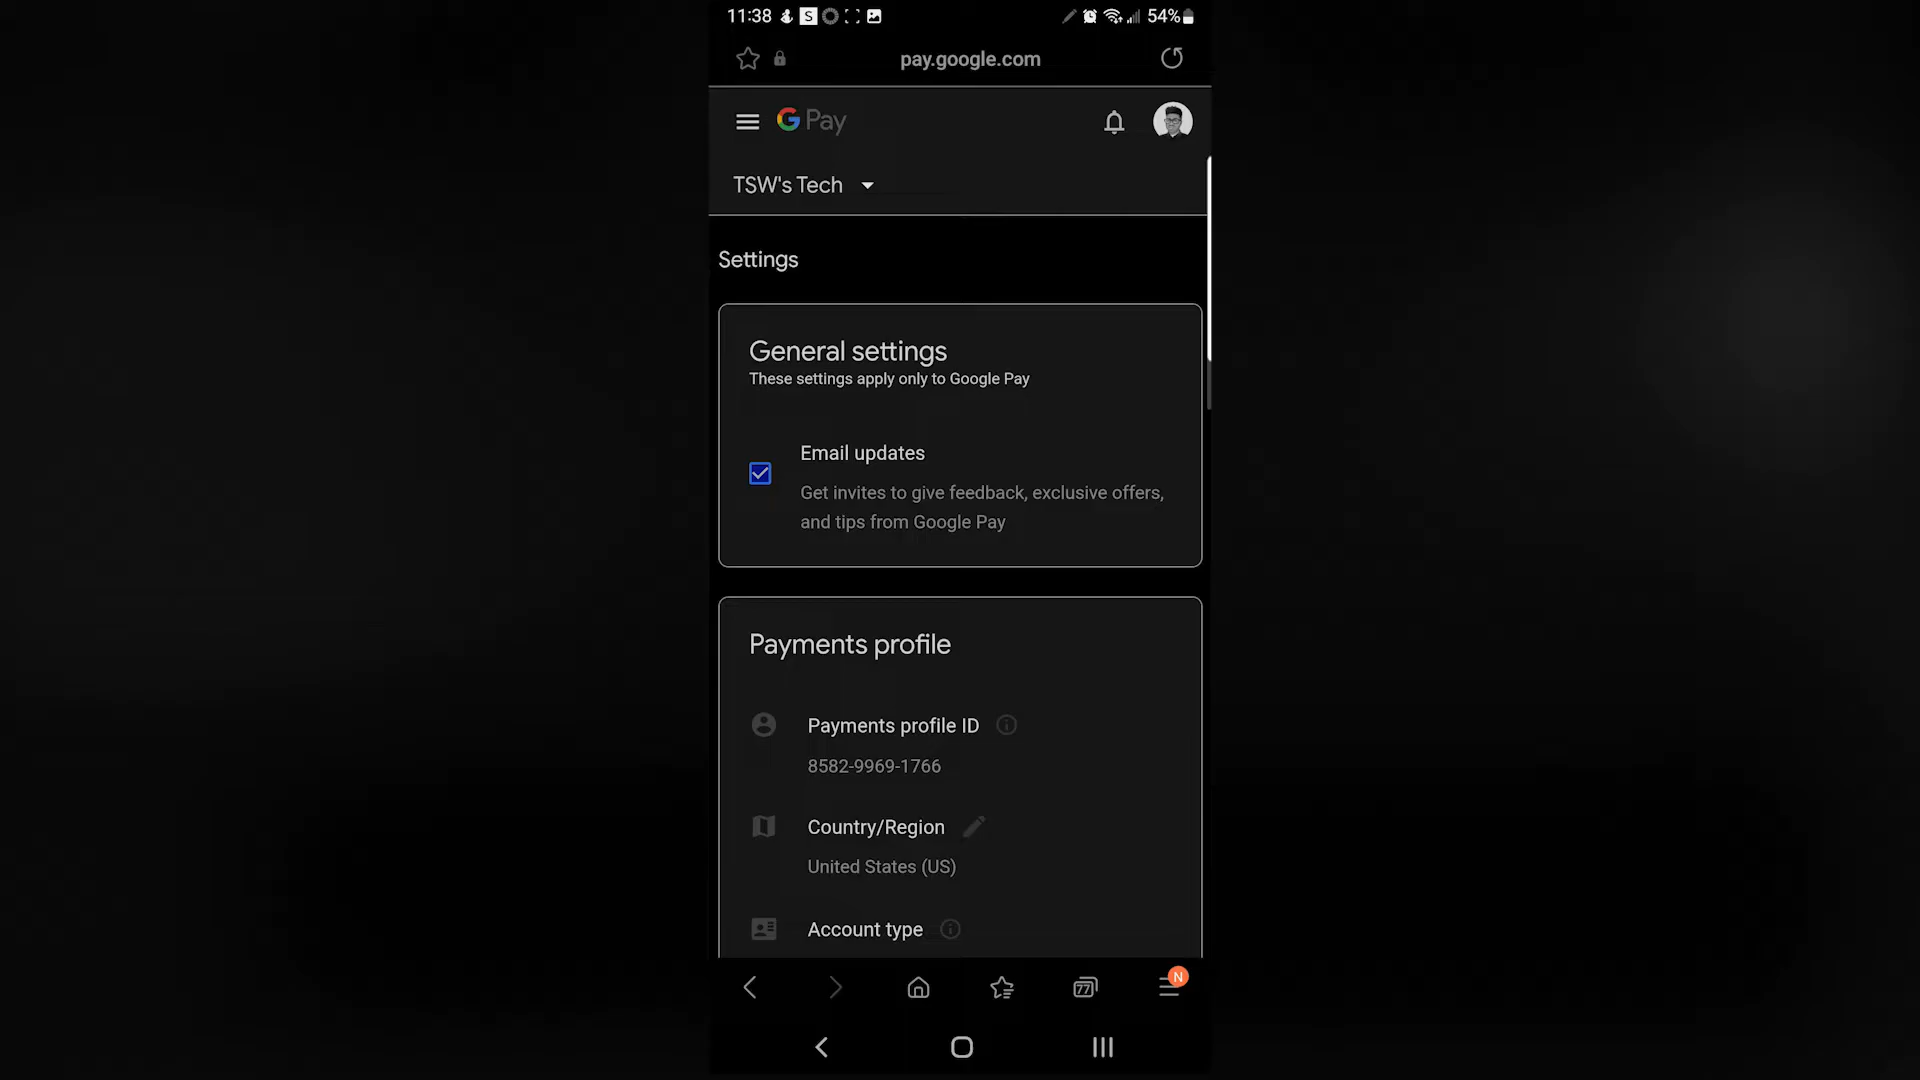 11:38 S 54%
pay.google.com
G Pay
TSW's Tech
Settings
General settings
These settings apply only to Google Pay
Email updates
Get invites to give feedback, exclusive offers,
and tips from Google Pay
Payments profile
Payments profile ID
8582-9969-1766
Country/Region
United States (US)
Account type
77 N